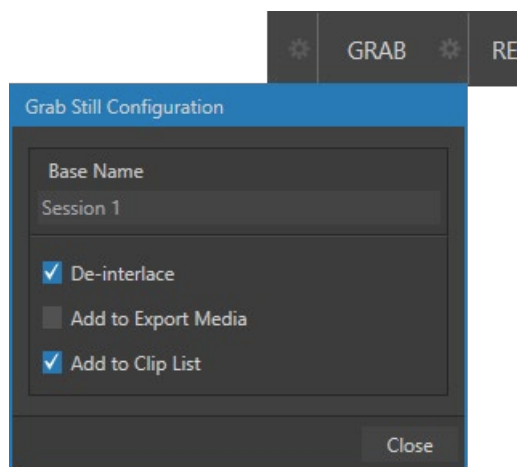 GRAB RE
Grab Still Configuration
Base Name
Session 1
De-interlace
Add to Export Media
Add to Clip List
Close